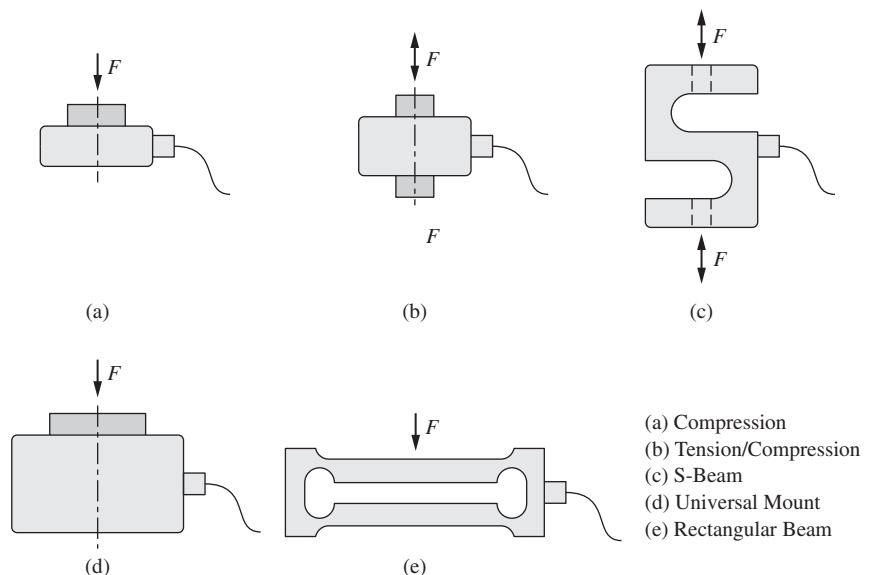 F
F
F
F
F
(a)
(b)
(c)
F
F
(a) Compression
(b) Tension/Compression
(c) S-Beam
(d) Universal Mount
(e) Rectangular Beam
(d)
(e)